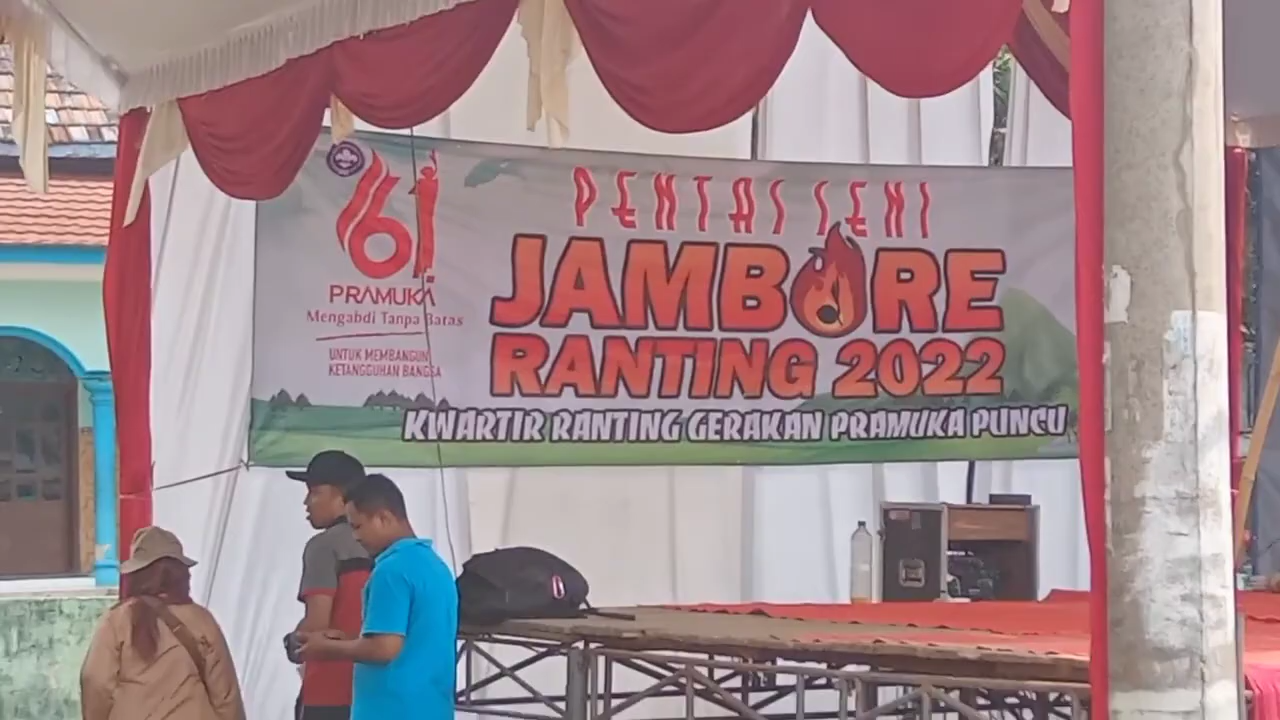 61
PRAMUKA
Mengabdi Tanpa Batas
UNTUK MEMBANGUN
KETANGGUHAN BANGSA
PENTAS SENI
JAMBORE
RANTING 2022
KWARTIR RANTING GERAKAN PRAMUKA PUNCU